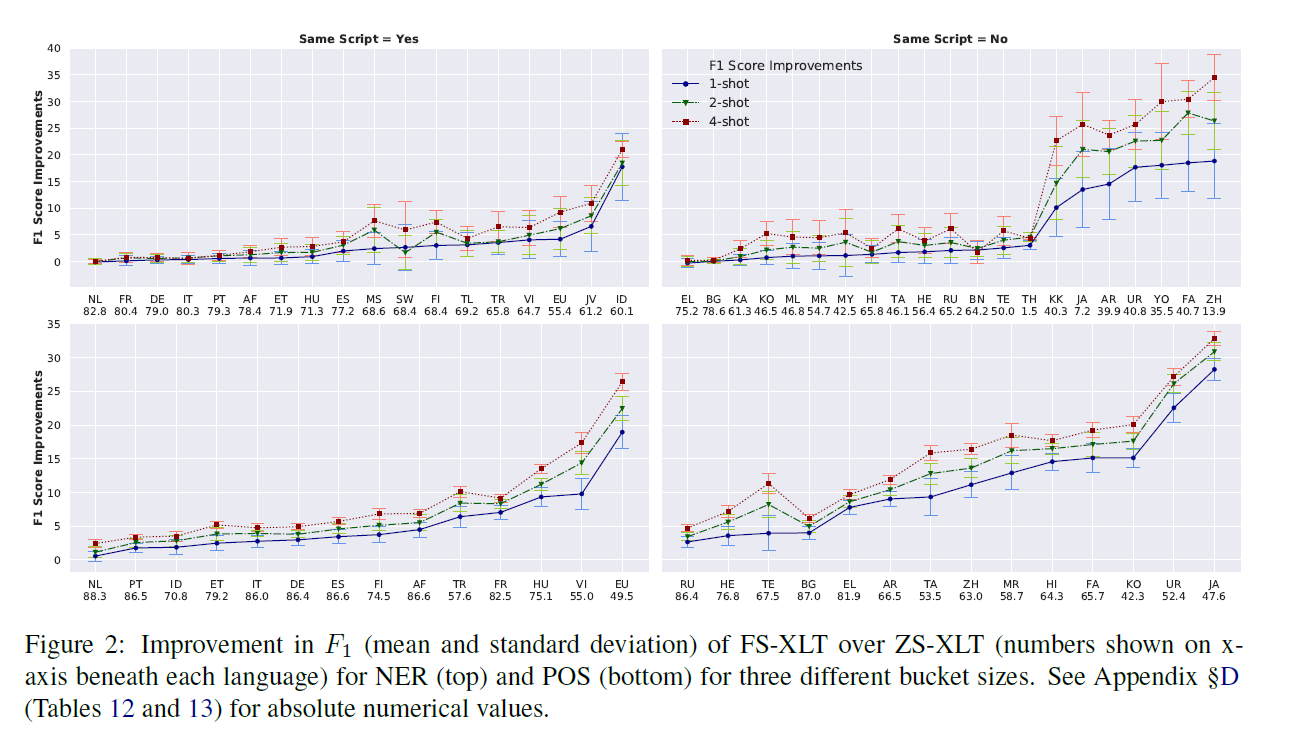 Same Script = Yes
Same Script = No
F1 Score Improvements
40
35
30
25
20
15
10
5
0
F1 Score Improvements
1-shot
2-shot
4-shot
NL FR DE IT PT AF ET HU ES MS SW FI TL TR VI EU JV ID
82.8 80.4 79.0 80.3 79.3 78.4 71.9 71.3 77.2 68.6 68.4 68.4 69.2 65.8 64.7 55.4 61.2 60.1
EL BG KA KO ML MR MY HI TA HE RU BN TE TH KK JA AR UR YO FA ZH
75.2 78.6 61.3 46.5 46.8 54.7 42.5 65.8 46.1 56.4 65.2 64.2 50.0 1.5 40.3 7.2 39.9 40.8 35.5 40.7 13.9
F1 Score Improvements
35
30
25
20
15
10
5
0
NL PT ID ET IT DE ES FI AF TR FR HU VI EU
88.3 86.5 70.8 79.2 86.0 86.4 86.6 74.5 86.6 57.6 82.5 75.1 55.0 49.5
RU HE TE BG EL AR TA ZH MR HI FA KO UR JA
86.4 76.8 67.5 87.0 81.9 66.5 53.5 63.0 58.7 64.3 65.7 42.3 52.4 47.6
Figure 2: Improvement in F1 (mean and standard deviation) of FS-XLT over ZS-XLT (numbers shown on x-
axis beneath each language) for NER (top) and POS (bottom) for three different bucket sizes. See Appendix §D
(Tables 12 and 13) for absolute numerical values.